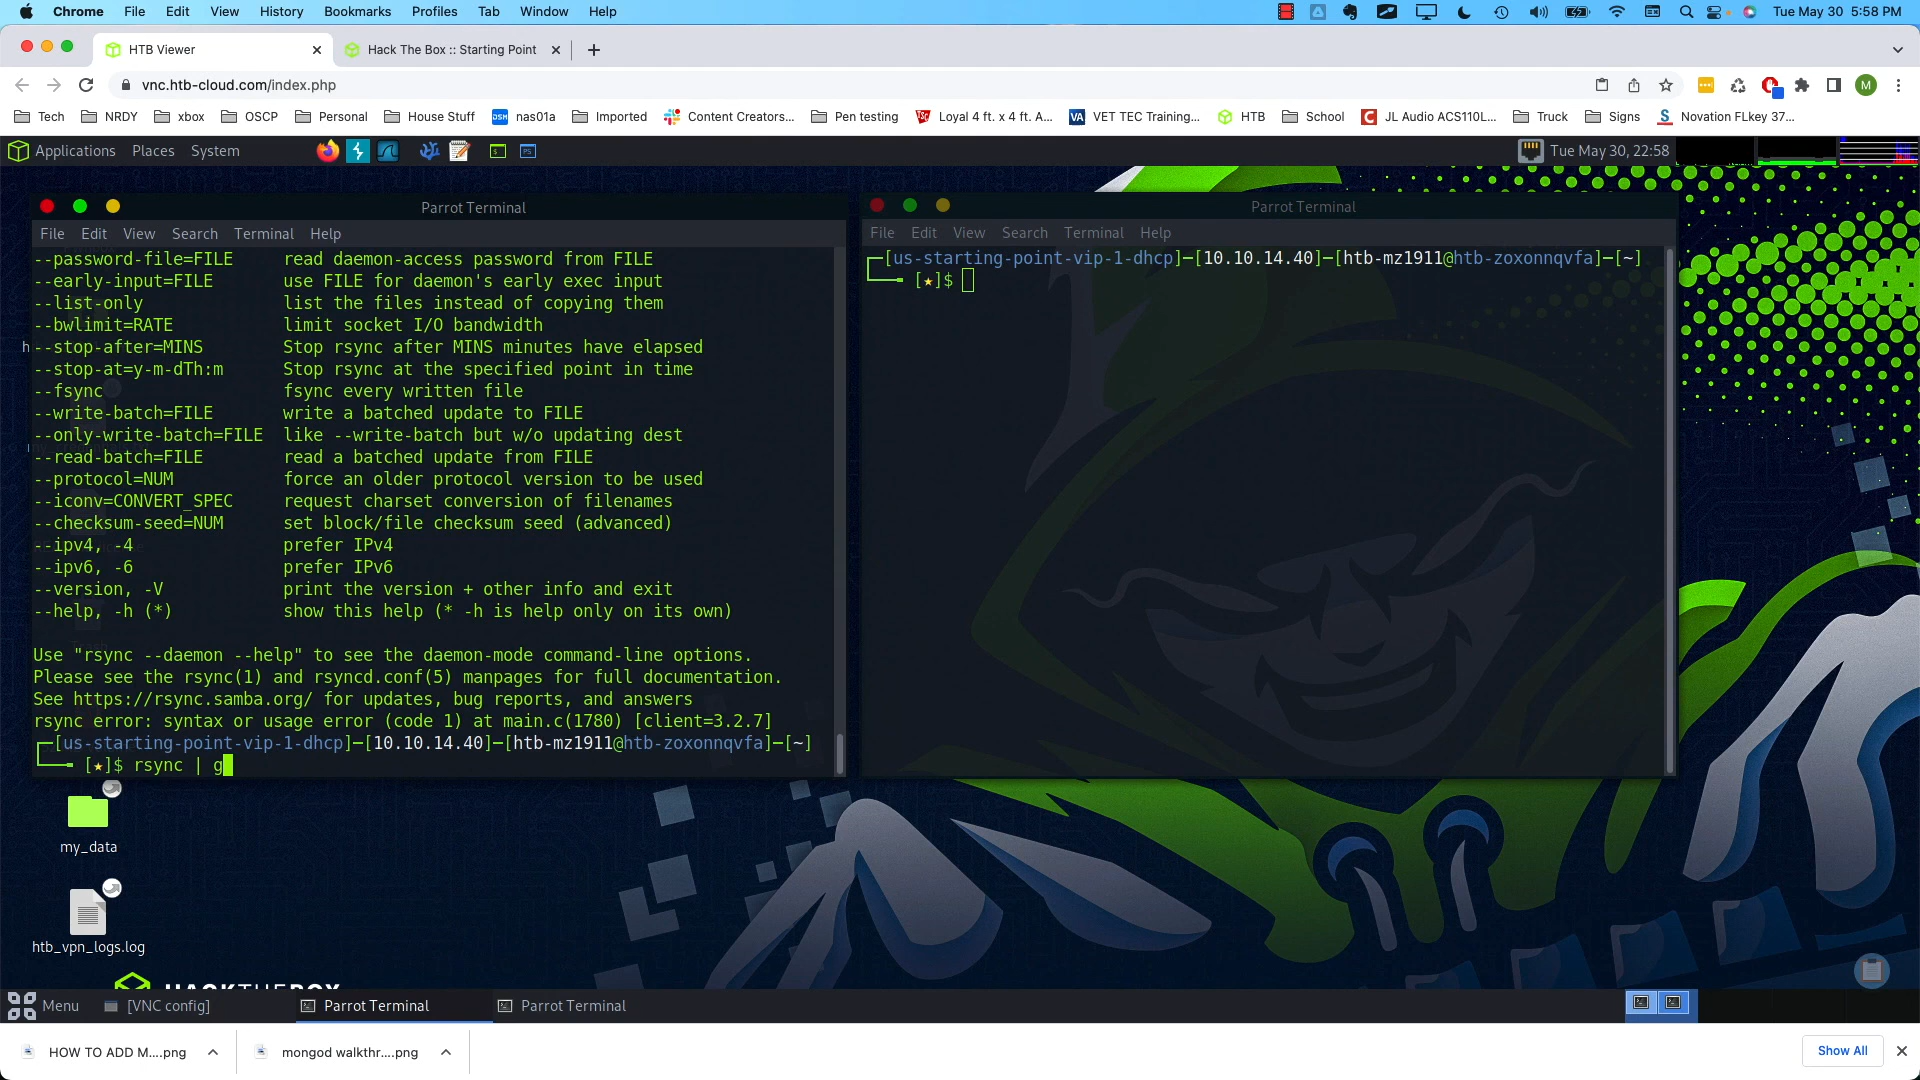 Chrome File Edit View History Bookmarks Profiles Tab Window Help Tue May 30 5:58 PM
HTB Viewer Hack The Box :: Starting Point
vnc.htb-cloud.com/index.php M
Tech NRDY xbox OSCP Personal House Stuff nas01a Imported Content Creators... Pen testing Loyal 4 ft. x 4 ft. A... VET TEC Training... HTB School JL Audio ACS110L... Truck Signs Novation FLkey 37...
Applications Places System Tue May 30, 22:58
Parrot Terminal
File Edit View Search Terminal Help
--password-file=FILE     read daemon-access password from FILE
--early-input=FILE       use FILE for daemon's early exec input
--list-only              list the files instead of copying them
--bwlimit=RATE           limit socket I/O bandwidth
--stop-after=MINS        Stop rsync after MINS minutes have elapsed
--stop-at=y-m-dTh:m      Stop rsync at the specified point in time
--fsync                  fsync every written file
--write-batch=FILE       write a batched update to FILE
--only-write-batch=FILE  like --write-batch but w/o updating dest
--read-batch=FILE        read a batched update from FILE
--protocol=NUM           force an older protocol version to be used
--iconv=CONVERT_SPEC     request charset conversion of filenames
--checksum-seed=NUM      set block/file checksum seed (advanced)
--ipv4, -4               prefer IPv4
--ipv6, -6               prefer IPv6
--version, -V            print the version + other info and exit
--help, -h (*)           show this help (* -h is help only on its own)
Use "rsync --daemon --help" to see the daemon-mode command-line options.
Please see the rsync(1) and rsyncd.conf(5) manpages for full documentation.
See https://rsync.samba.org/ for updates, bug reports, and answers
rsync error: syntax or usage error (code 1) at main.c(1780) [client=3.2.7]
┌─[us-starting-point-vip-1-dhcp]─[10.10.14.40]─[htb-mz1911@htb-zoxonnqvfa]─[~]
└──╼ [★]$ rsync | g
Parrot Terminal
File Edit View Search Terminal Help
┌─[us-starting-point-vip-1-dhcp]─[10.10.14.40]─[htb-mz1911@htb-zoxonnqvfa]─[~]
└──╼ [★]$
my_data
htb_vpn_logs.log
HACKTHEBOX
Menu [VNC config] Parrot Terminal Parrot Terminal
HOW TO ADD M....png mongod walkthr....png Show All